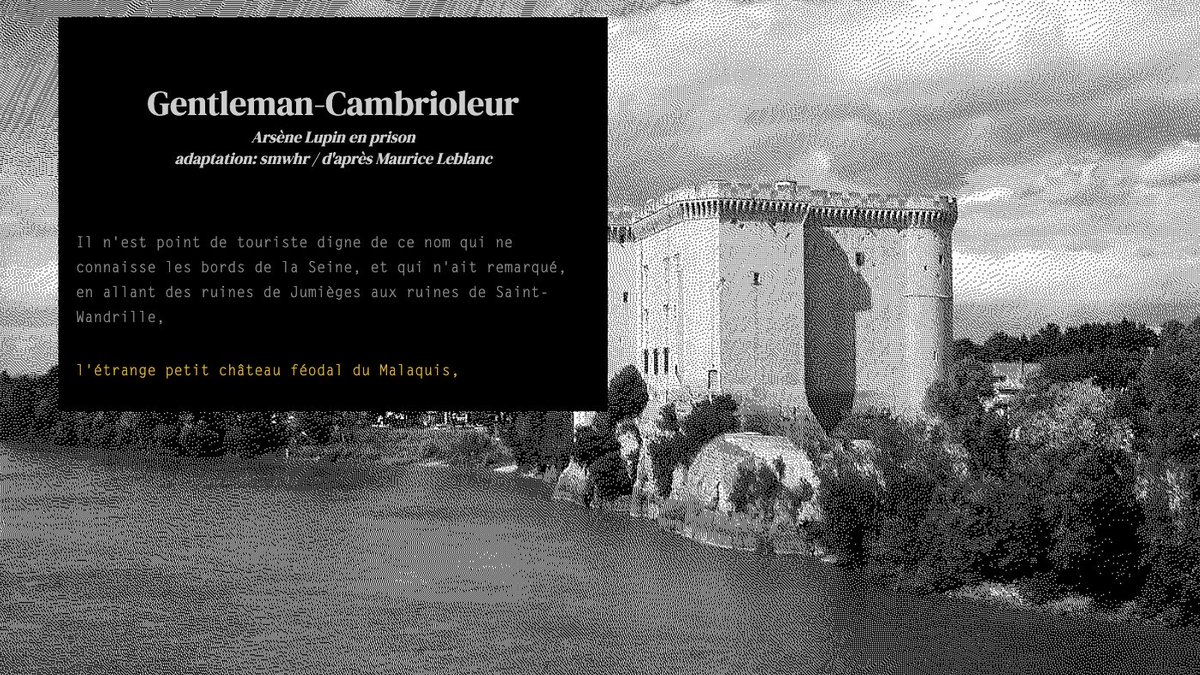 Gentleman-Cambrioleur
Arsène Lupin en prison
adaptation: smwhr / d'après Maurice Leblanc
Il n'est point de touriste digne de ce nom qui ne
connaisse les bords de la Seine, et qui n'ait remarqué,
en allant des ruines de Jumièges aux ruines de Saint-
Wandrille,
l'étrange petit château féodal du Malaquis,